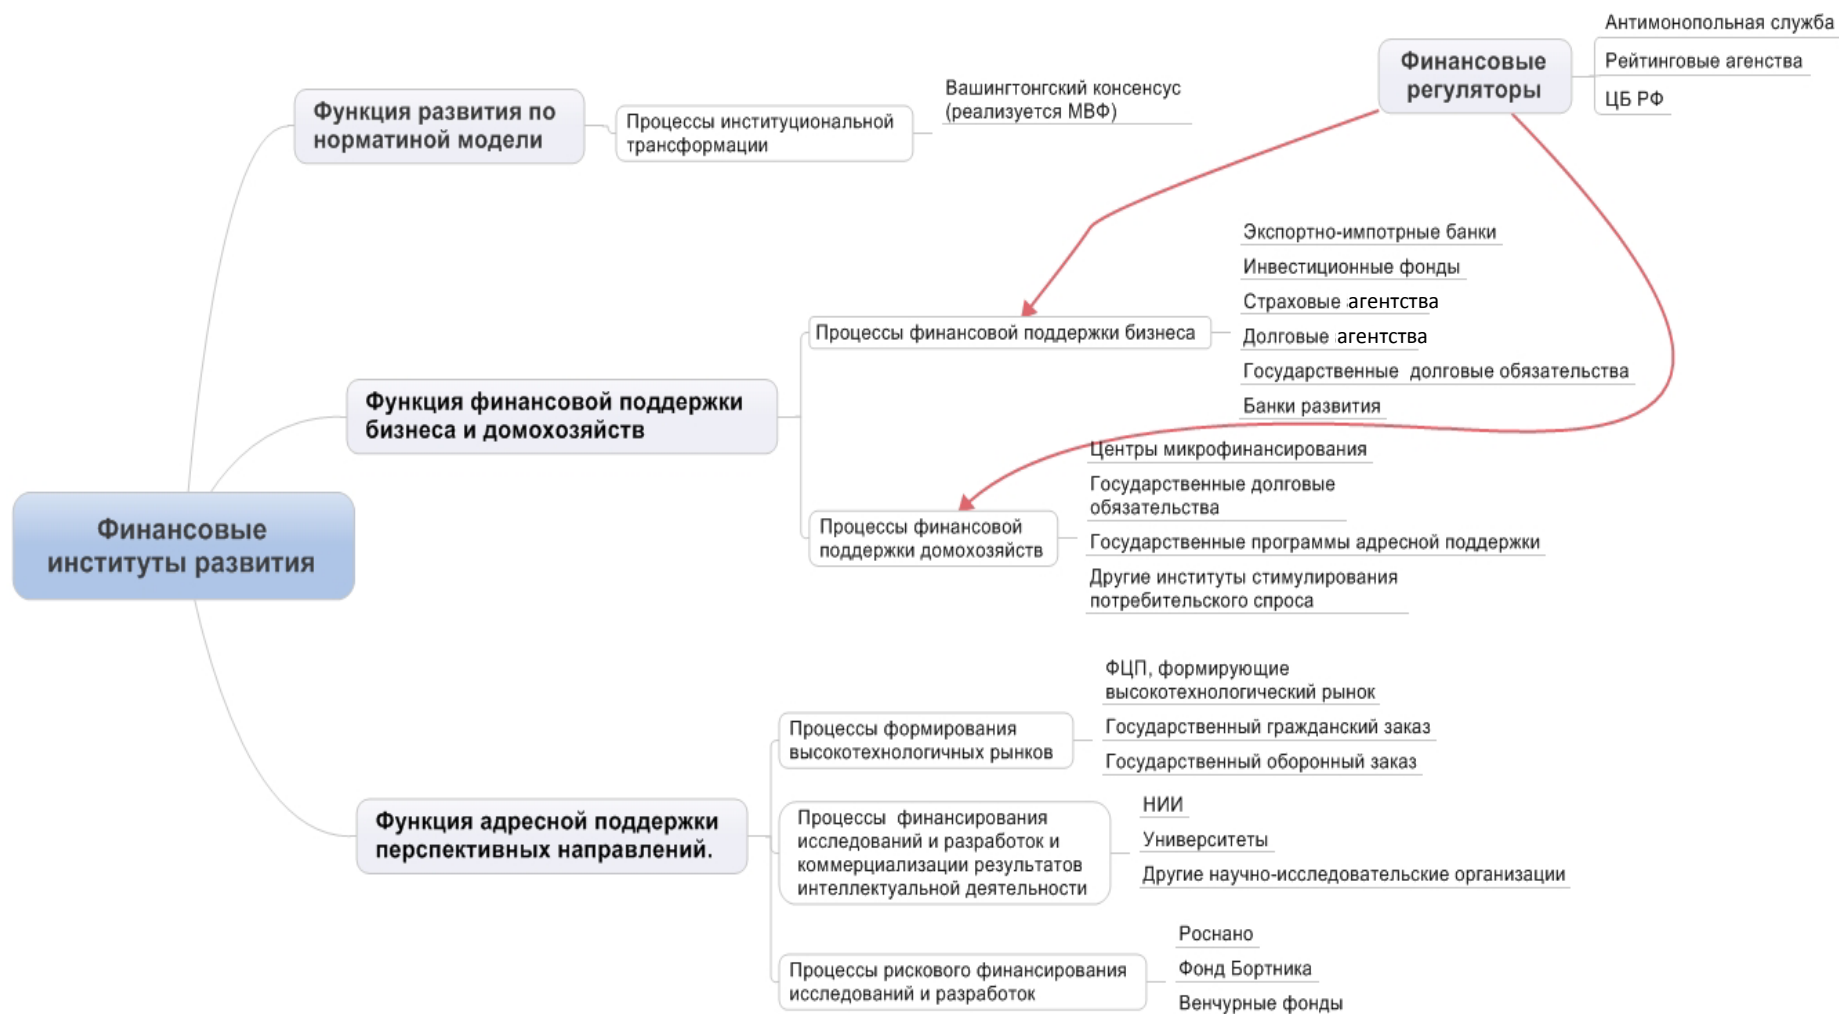 Финансовые
институты развития
Функция развития по
норматиной модели
Процессы институциональной
трансформации
Вашингтонгский консенсус
(реализуется МВФ)
Финансовые
регуляторы
Антимонопольная служба
Рейтинговые агенства
ЦБ РФ
Функция финансовой поддержки
бизнеса и домохозяйств
Процессы финансовой поддержки бизнеса
Экспортно-импотрные банки
Инвестиционные фонды
Страховые агентства
Долговые агентства
Государственные долговые обязательства
Банки развития
Процессы финансовой
поддержки домохозяйств
Центры микрофинансирования
Государственные долговые
обязательства
Государственные программы адресной поддержки
Другие институты стимулирования
потребительского спроса
Функция адресной поддержки
перспективных направлений.
Процессы формирования
высокотехнологичных рынков
ФЦП, формирующие
высокотехнологический рынок
Государственный гражданский заказ
Государственный оборонный заказ
Процессы финансирования
исследований и разработок и
коммерциализации результатов
интеллектуальной деятельности
НИИ
Университеты
Другие научно-исследовательские организации
Процессы рискового финансирования
исследований и разработок
Роснано
Фонд Бортника
Венчурные фонды